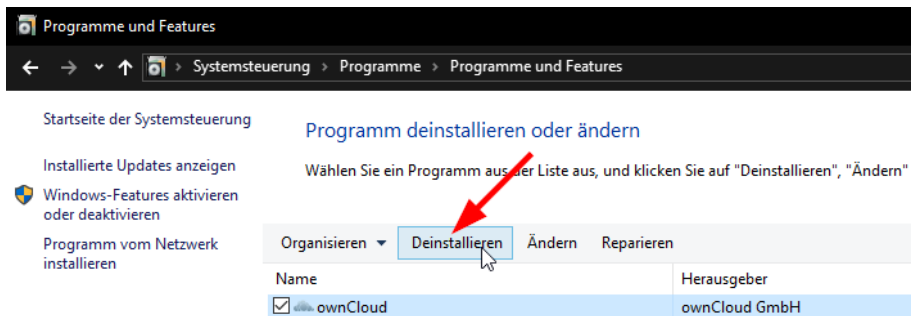 Programme und Features
Systemsteuerung > Programme > Programme und Features
Startseite der Systemsteuerung
Programm deinstallieren oder ändern
Installierte Updates anzeigen
Wählen Sie ein Programm aus der Liste aus, und klicken Sie auf "Deinstallieren", "Ändern"
Windows-Features aktivieren
oder deaktivieren
Programm vom Netzwerk
installieren
Organisieren Deinstallieren Ändern Reparieren
Name Herausgeber
ownCloud ownCloud GmbH